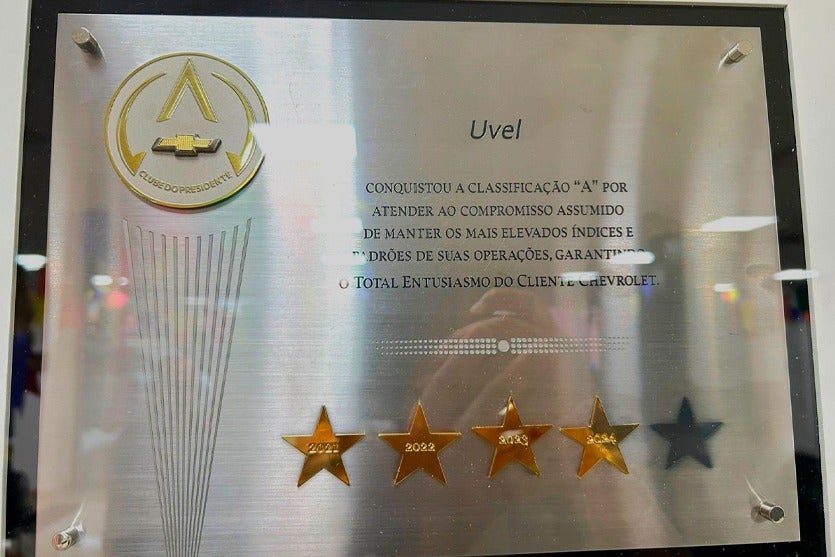 CLUBE DO PRESIDENTE
Uvel
CONQUISTOU A CLASSIFICAÇÃO "A" POR
ATENDER AO COMPROMISSO ASSUMIDO
DE MANTER OS MAIS ELEVADOS ÍNDICES E
PADRÕES DE SUAS OPERAÇÕES, GARANTINDO
O TOTAL ENTUSIASMO DO CLIENTE CHEVROLET.
2021 2022 2023 2024